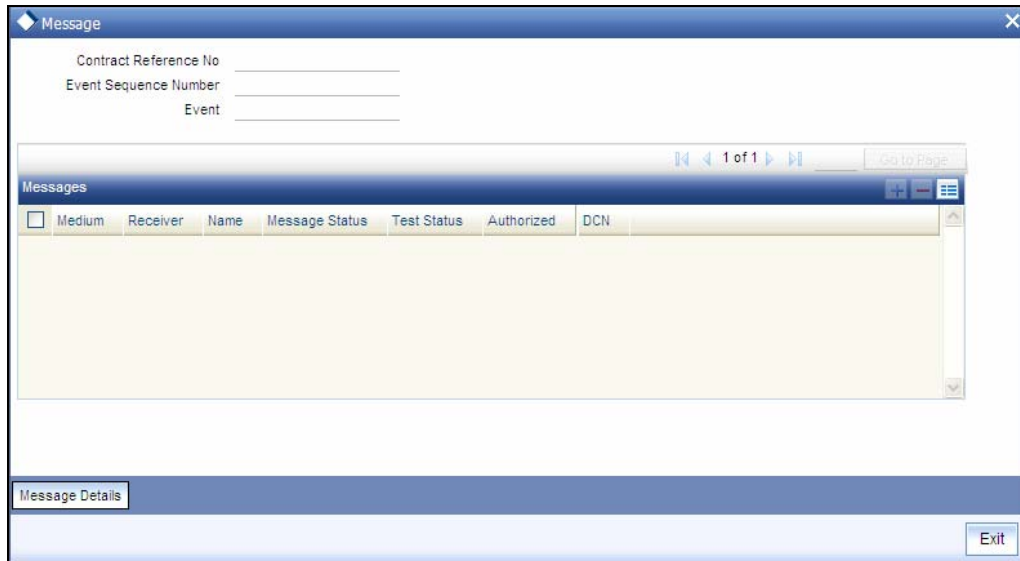 Message
Contract Reference No
Event Sequence Number
Event
1 of 1
Go to Page
Messages
Medium Receiver Name Message Status Test Status Authorized DCN
Message Details
Exit